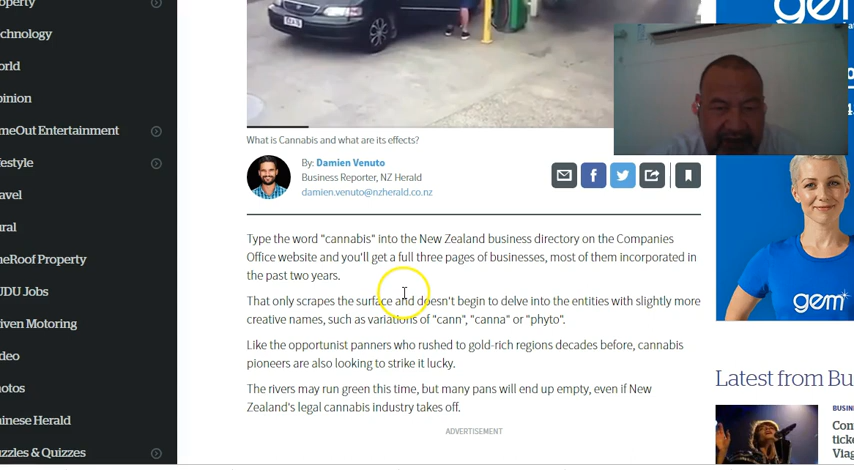 operty
gem
chnology
orld
pinion
meOut Entertainment
festyle
avel
ural
neRoof Property
UDU Jobs
iven Motoring
deo
hotos
hinese Herald
uzzles & Quizzes
What is Cannabis and what are its effects?
By: Damien Venuto
Business Reporter, NZ Herald
damien.venuto@nzherald.co.nz
Type the word "cannabis" into the New Zealand business directory on the Companies
Office website and you'll get a full three pages of businesses, most of them incorporated in
the past two years.
That only scrapes the surface and doesn't begin to delve into the entities with slightly more
creative names, such as variations of "cann", "canna" or "phyto".
Like the opportunist panners who rushed to gold-rich regions decades before, cannabis
pioneers are also looking to strike it lucky.
The rivers may run green this time, but many pans will end up empty, even if New
Zealand's legal cannabis industry takes off.
ADVERTISEMENT
gem
Latest from Bu
BUSINE
Con
ticke
Viag